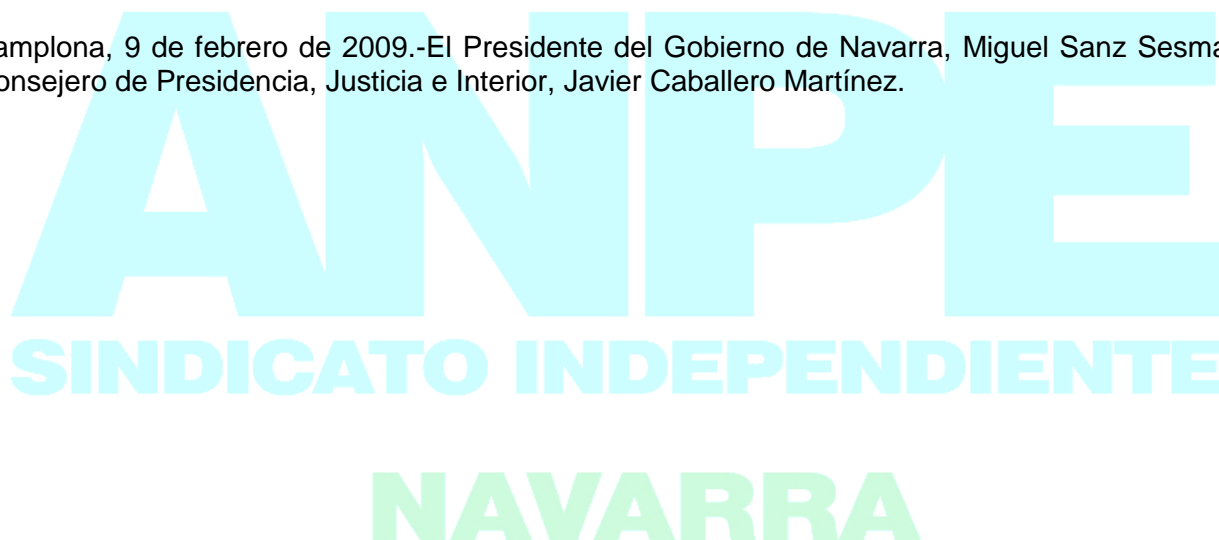 amplona, 9 de febrero de 2009.-El Presidente del Gobierno de Navarra, Miguel Sanz Sesma
onsejero de Presidencia, Justicia e Interior, Javier Caballero Martínez.
ANPE
SINDICATO INDEPENDIENTE
NAVARRA